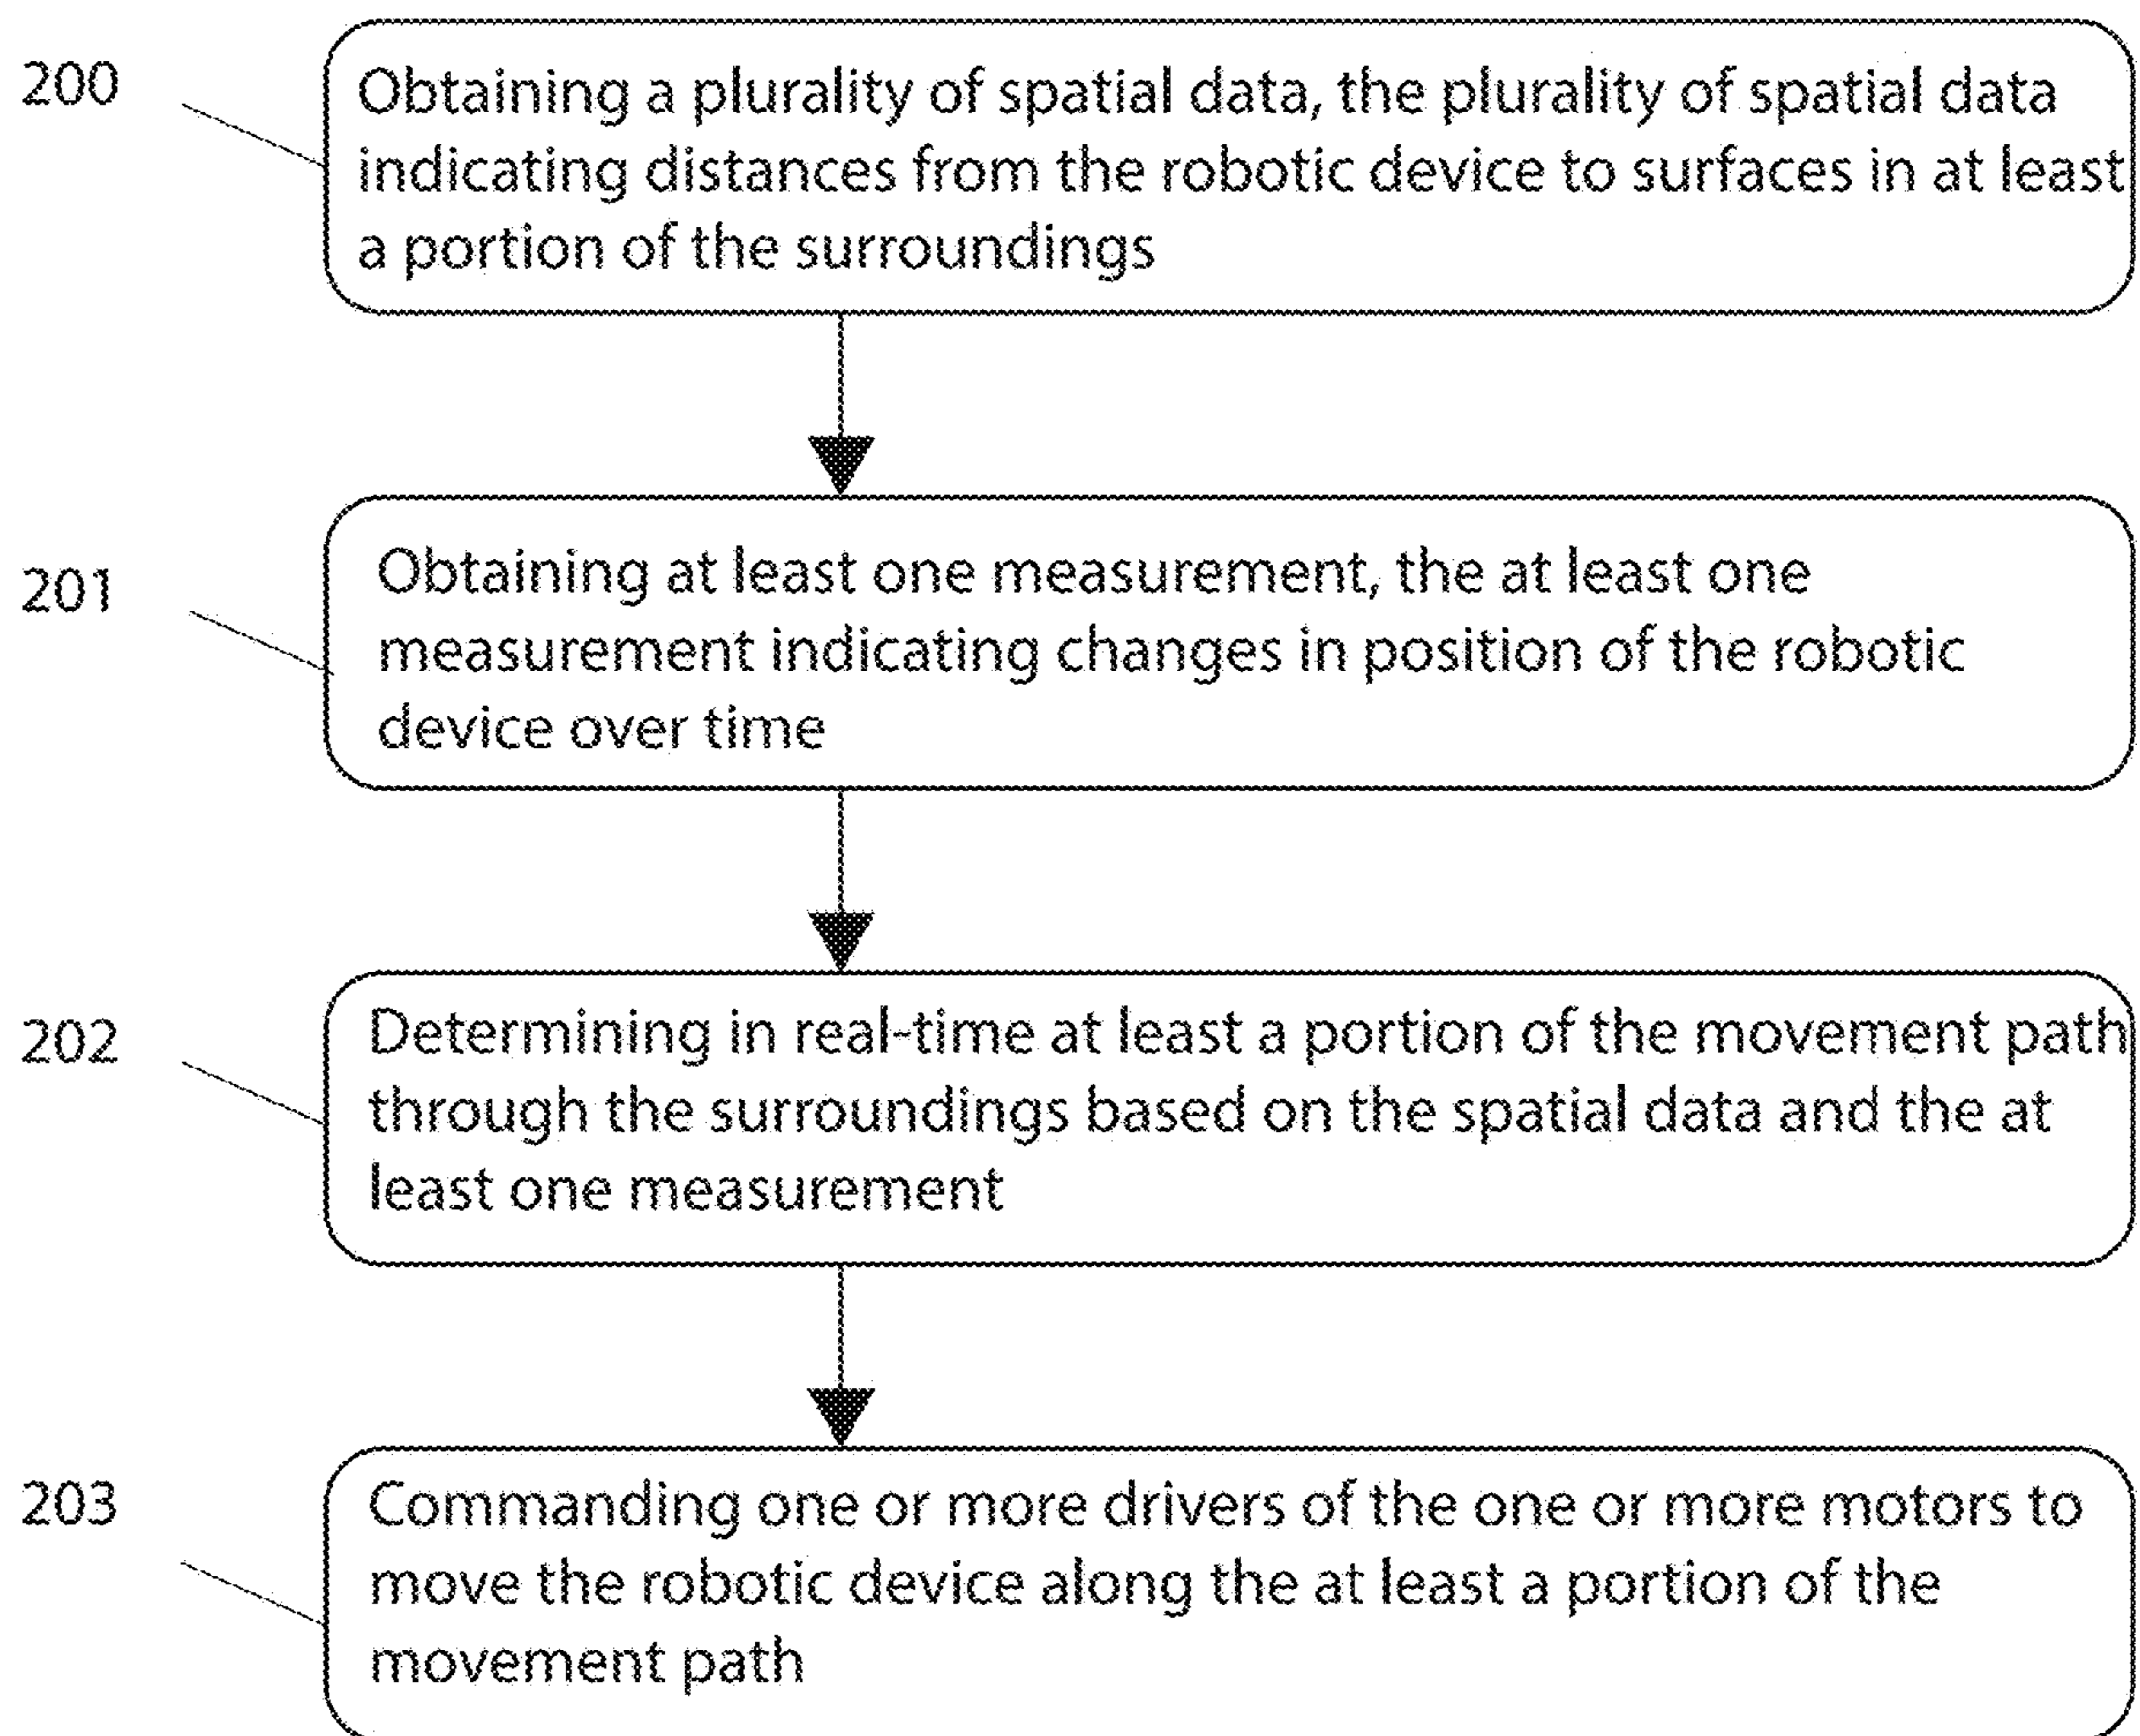 200
Obtaining a plurality of spatial data, the plurality of spatial data
indicating distances from the robotic device to surfaces in at least
a portion of the surroundings
201
Obtaining at least one measurement, the at least one
measurement indicating changes in position of the robotic
device over time
202
Determining in real-time at least a portion of the movement path
through the surroundings based on the spatial data and the at
least one measurement
203
Commanding one or more drivers of the one or more motors to
move the robotic device along the at least a portion of the
movement path